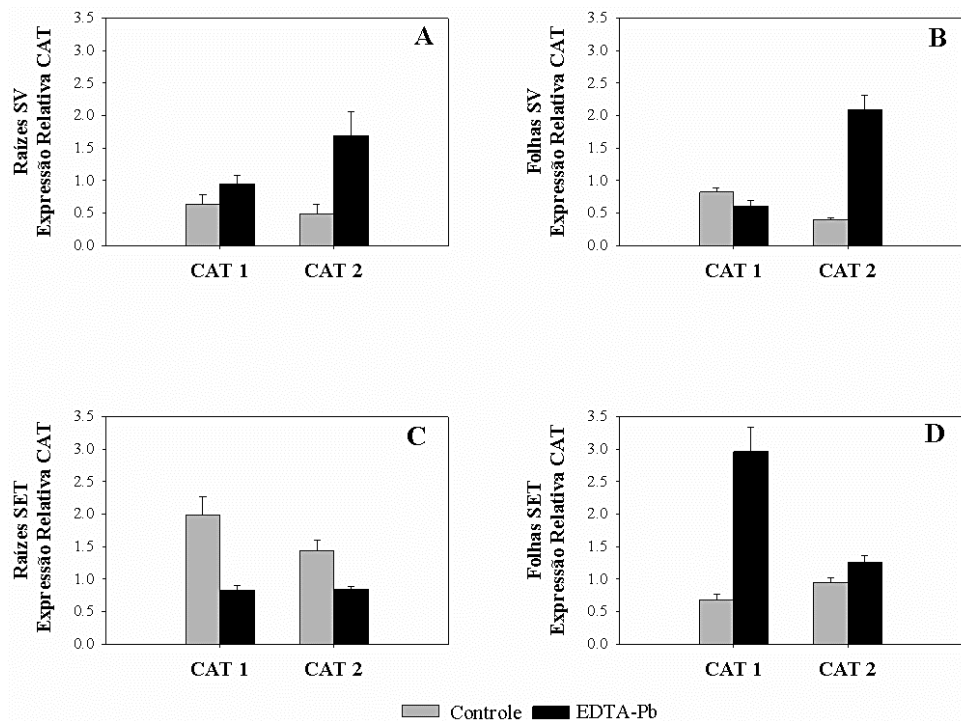 A
Raízes SV
Expressão Relativa CAT
3.5
3.0
2.5
2.0
1.5
1.0
0.5
0.0
CAT 1
CAT 2
B
Folhas SV
Expressão Relativa CAT
3.5
3.0
2.5
2.0
1.5
1.0
0.5
0.0
CAT 1
CAT 2
C
Raízes SET
Expressão Relativa CAT
3.5
3.0
2.5
2.0
1.5
1.0
0.5
0.0
CAT 1
CAT 2
D
Folhas SET
Expressão Relativa CAT
3.5
3.0
2.5
2.0
1.5
1.0
0.5
0.0
CAT 1
CAT 2
Controle
EDTA-Pb